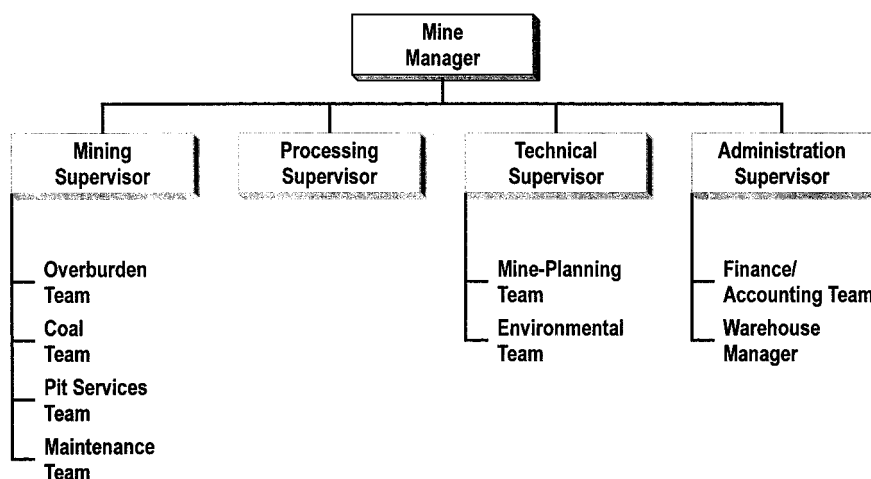 Mine
Manager
Mining
Supervisor
Processing
Supervisor
Technical
Supervisor
Administration
Supervisor
Overburden
Team
Coal
Team
Pit Services
Team
Maintenance
Team
Mine-Planning
Team
Environmental
Team
Finance/
Accounting Team
Warehouse
Manager